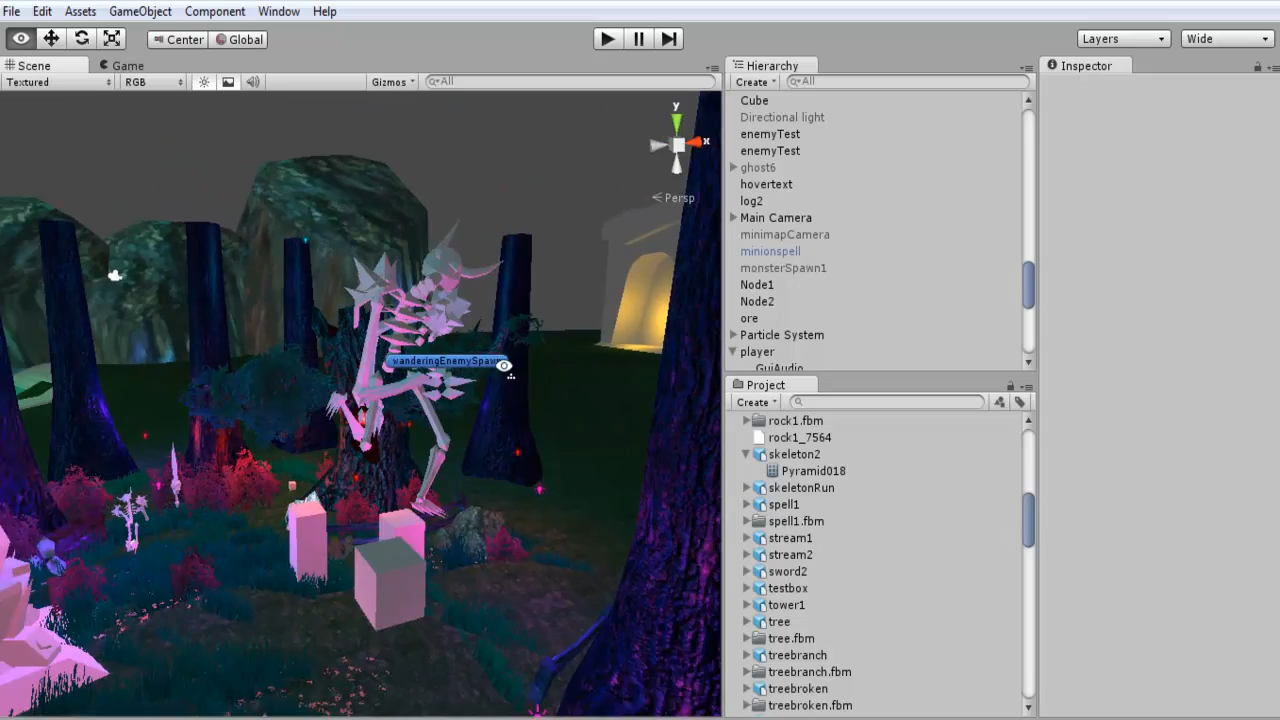 File Edit Assets GameObject Component Window Help
Center Global Layers Wide
Scene Game
Textured RGB Gizmos All
y
x
Persp
wanderingEnemySpawn
Hierarchy
Create All
Cube
Directional light
enemyTest
enemyTest
ghost6
hovertext
log2
Main Camera
minimapCamera
minionspell
monsterSpawn1
Node1
Node2
ore
Particle System
player
GuiAudio
Project
Create
rock1.fbm
rock1_7564
skeleton2
Pyramid018
skeletonRun
spell1
spell1.fbm
stream1
stream2
sword2
testbox
tower1
tree
tree.fbm
treebranch
treebranch.fbm
treebroken
treebroken.fbm
Inspector